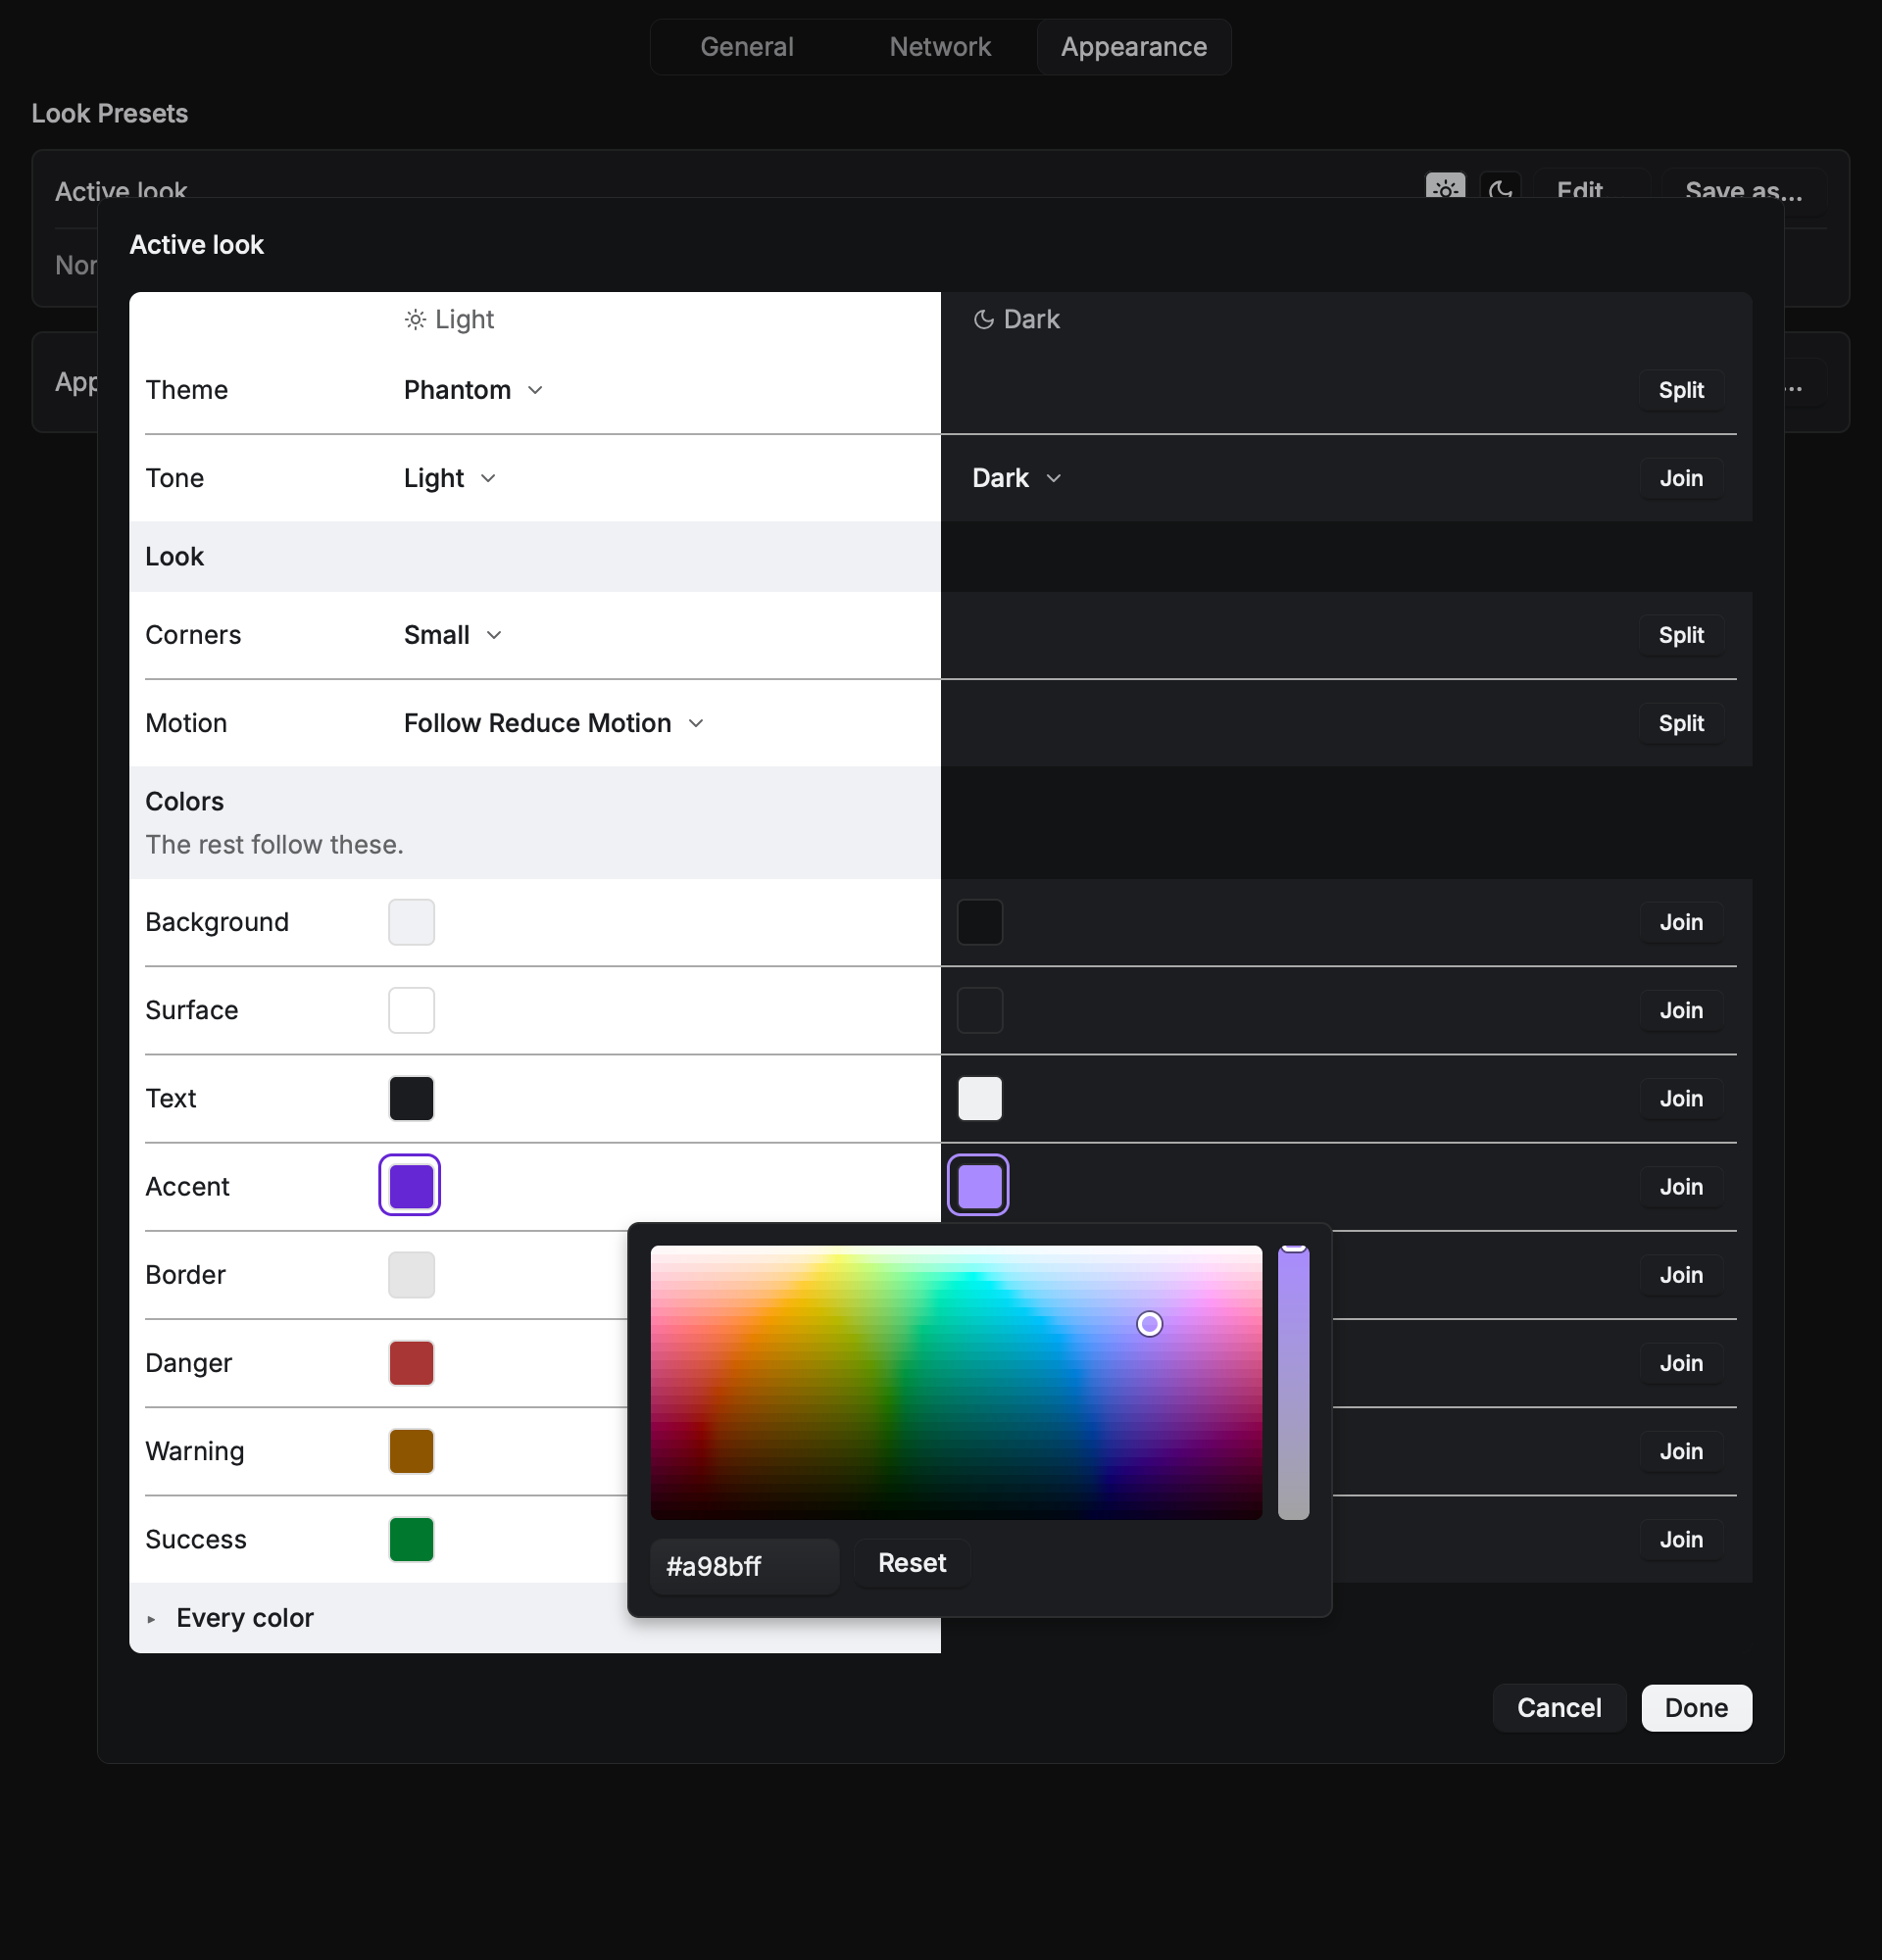 General Network Appearance
Look Presets
Active look Edit Save as...
Active look
Light Dark
Theme Phantom Split
Tone Light Dark Join
Look
Corners Small Split
Motion Follow Reduce Motion Split
Colors
The rest follow these.
Background Join
Surface Join
Text Join
Accent Join
Border Join
Danger Join
Warning Join
Success Join
#a98bff Reset
Every color
Cancel Done